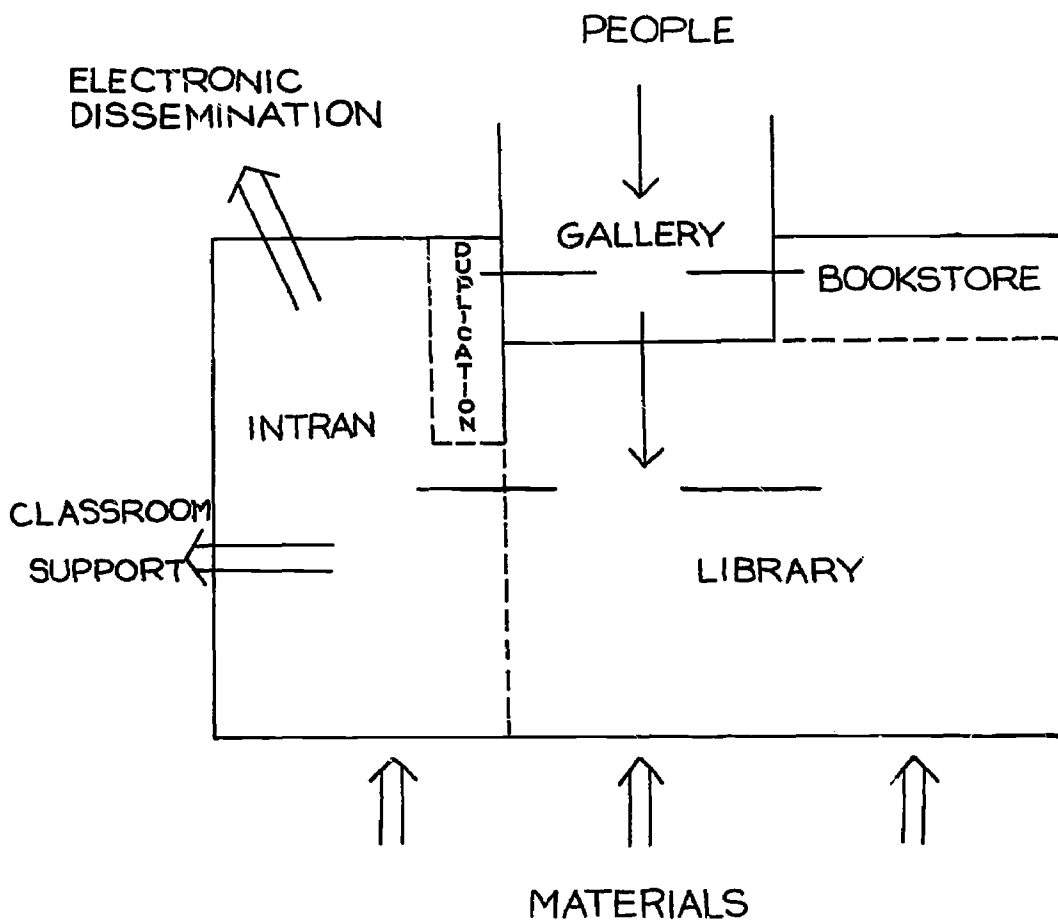 PEOPLE
ELECTRONIC
DISSEMINATION
GALLERY
DUPLICATION
BOOKSTORE
INTRAN
CLASSROOM
SUPPORT
LIBRARY
MATERIALS